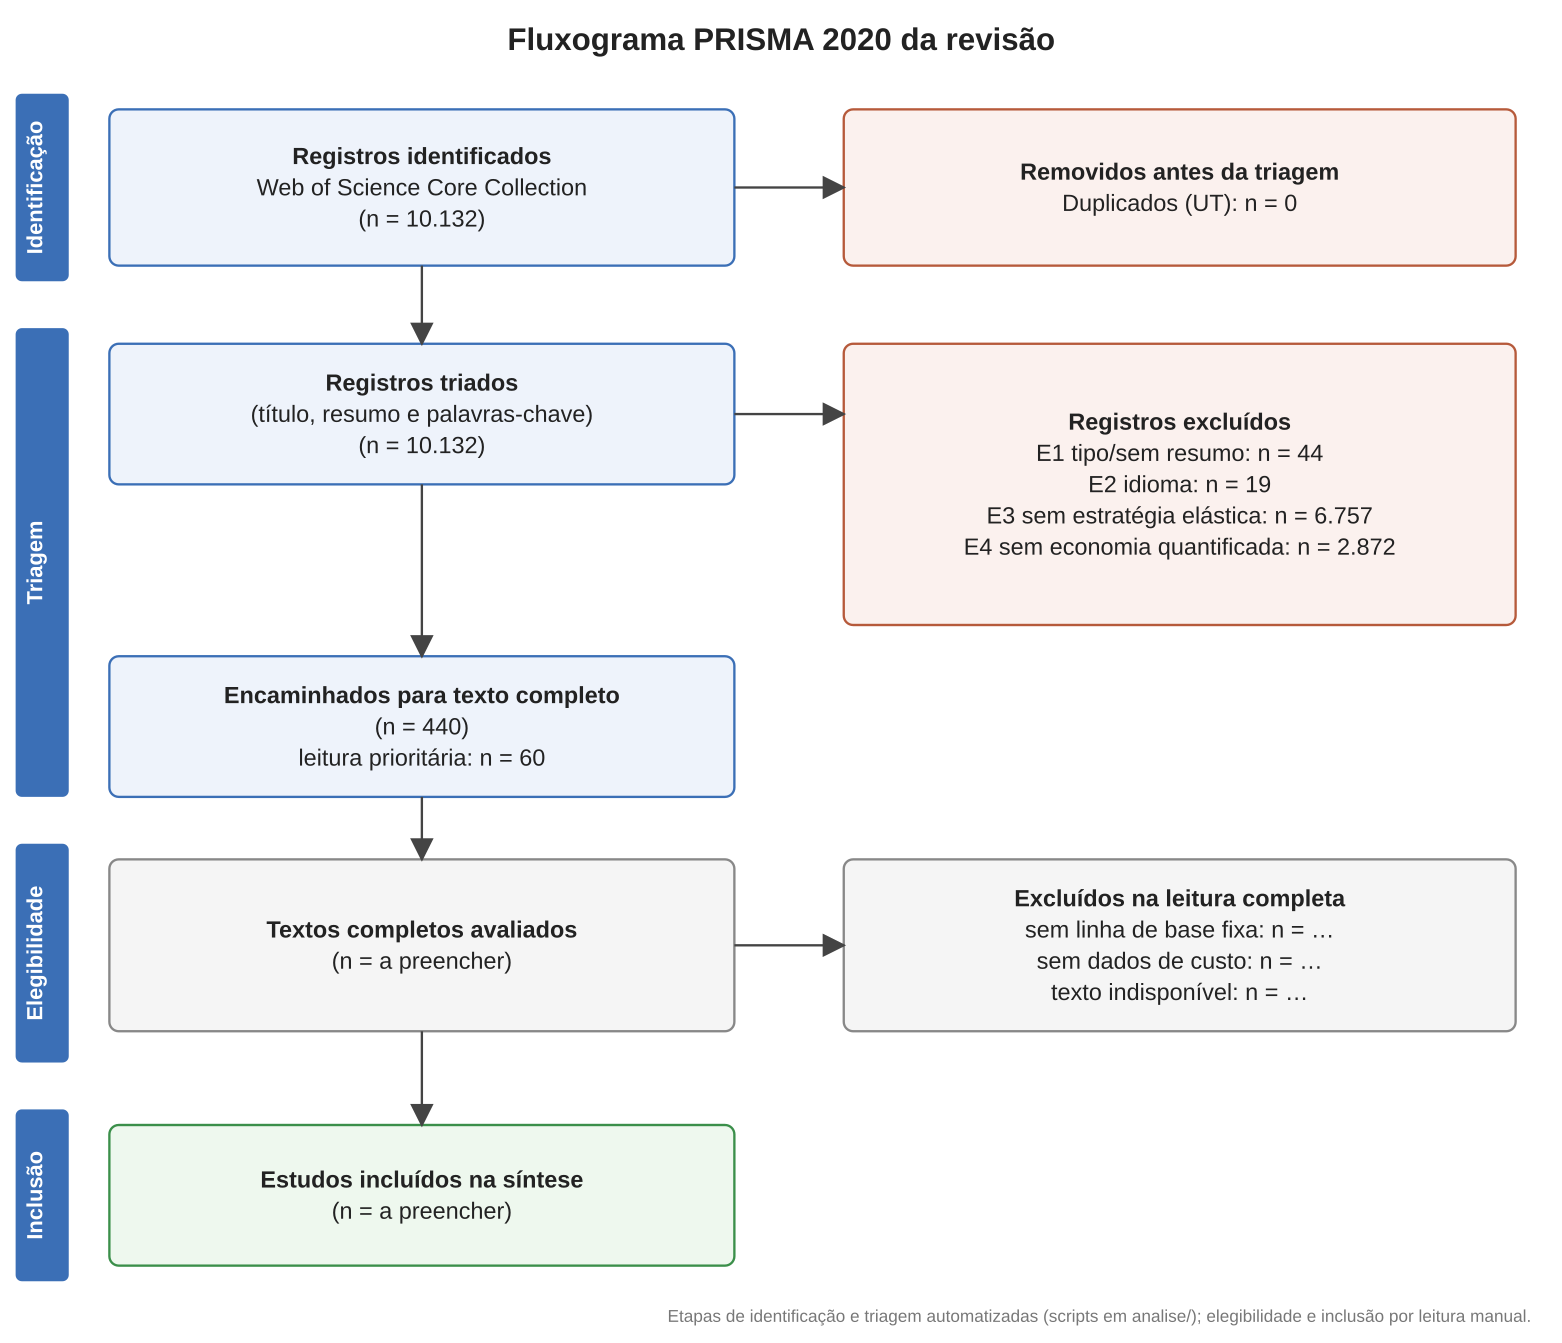 Fluxograma PRISMA 2020 da revisão
Identificação
Registros identificados
Web of Science Core Collection
(n = 10.132)
Removidos antes da triagem
Duplicados (UT): n = 0
Triagem
Registros triados
(título, resumo e palavras-chave)
(n = 10.132)
Registros excluídos
E1 tipo/sem resumo: n = 44
E2 idioma: n = 19
E3 sem estratégia elástica: n = 6.757
E4 sem economia quantificada: n = 2.872
Encaminhados para texto completo
(n = 440)
leitura prioritária: n = 60
Elegibilidade
Textos completos avaliados
(n = a preencher)
Excluídos na leitura completa
sem linha de base fixa: n = …
sem dados de custo: n = …
texto indisponível: n = …
Inclusão
Estudos incluídos na síntese
(n = a preencher)
Etapas de identificação e triagem automatizadas (scripts em analise/); elegibilidade e inclusão por leitura manual.